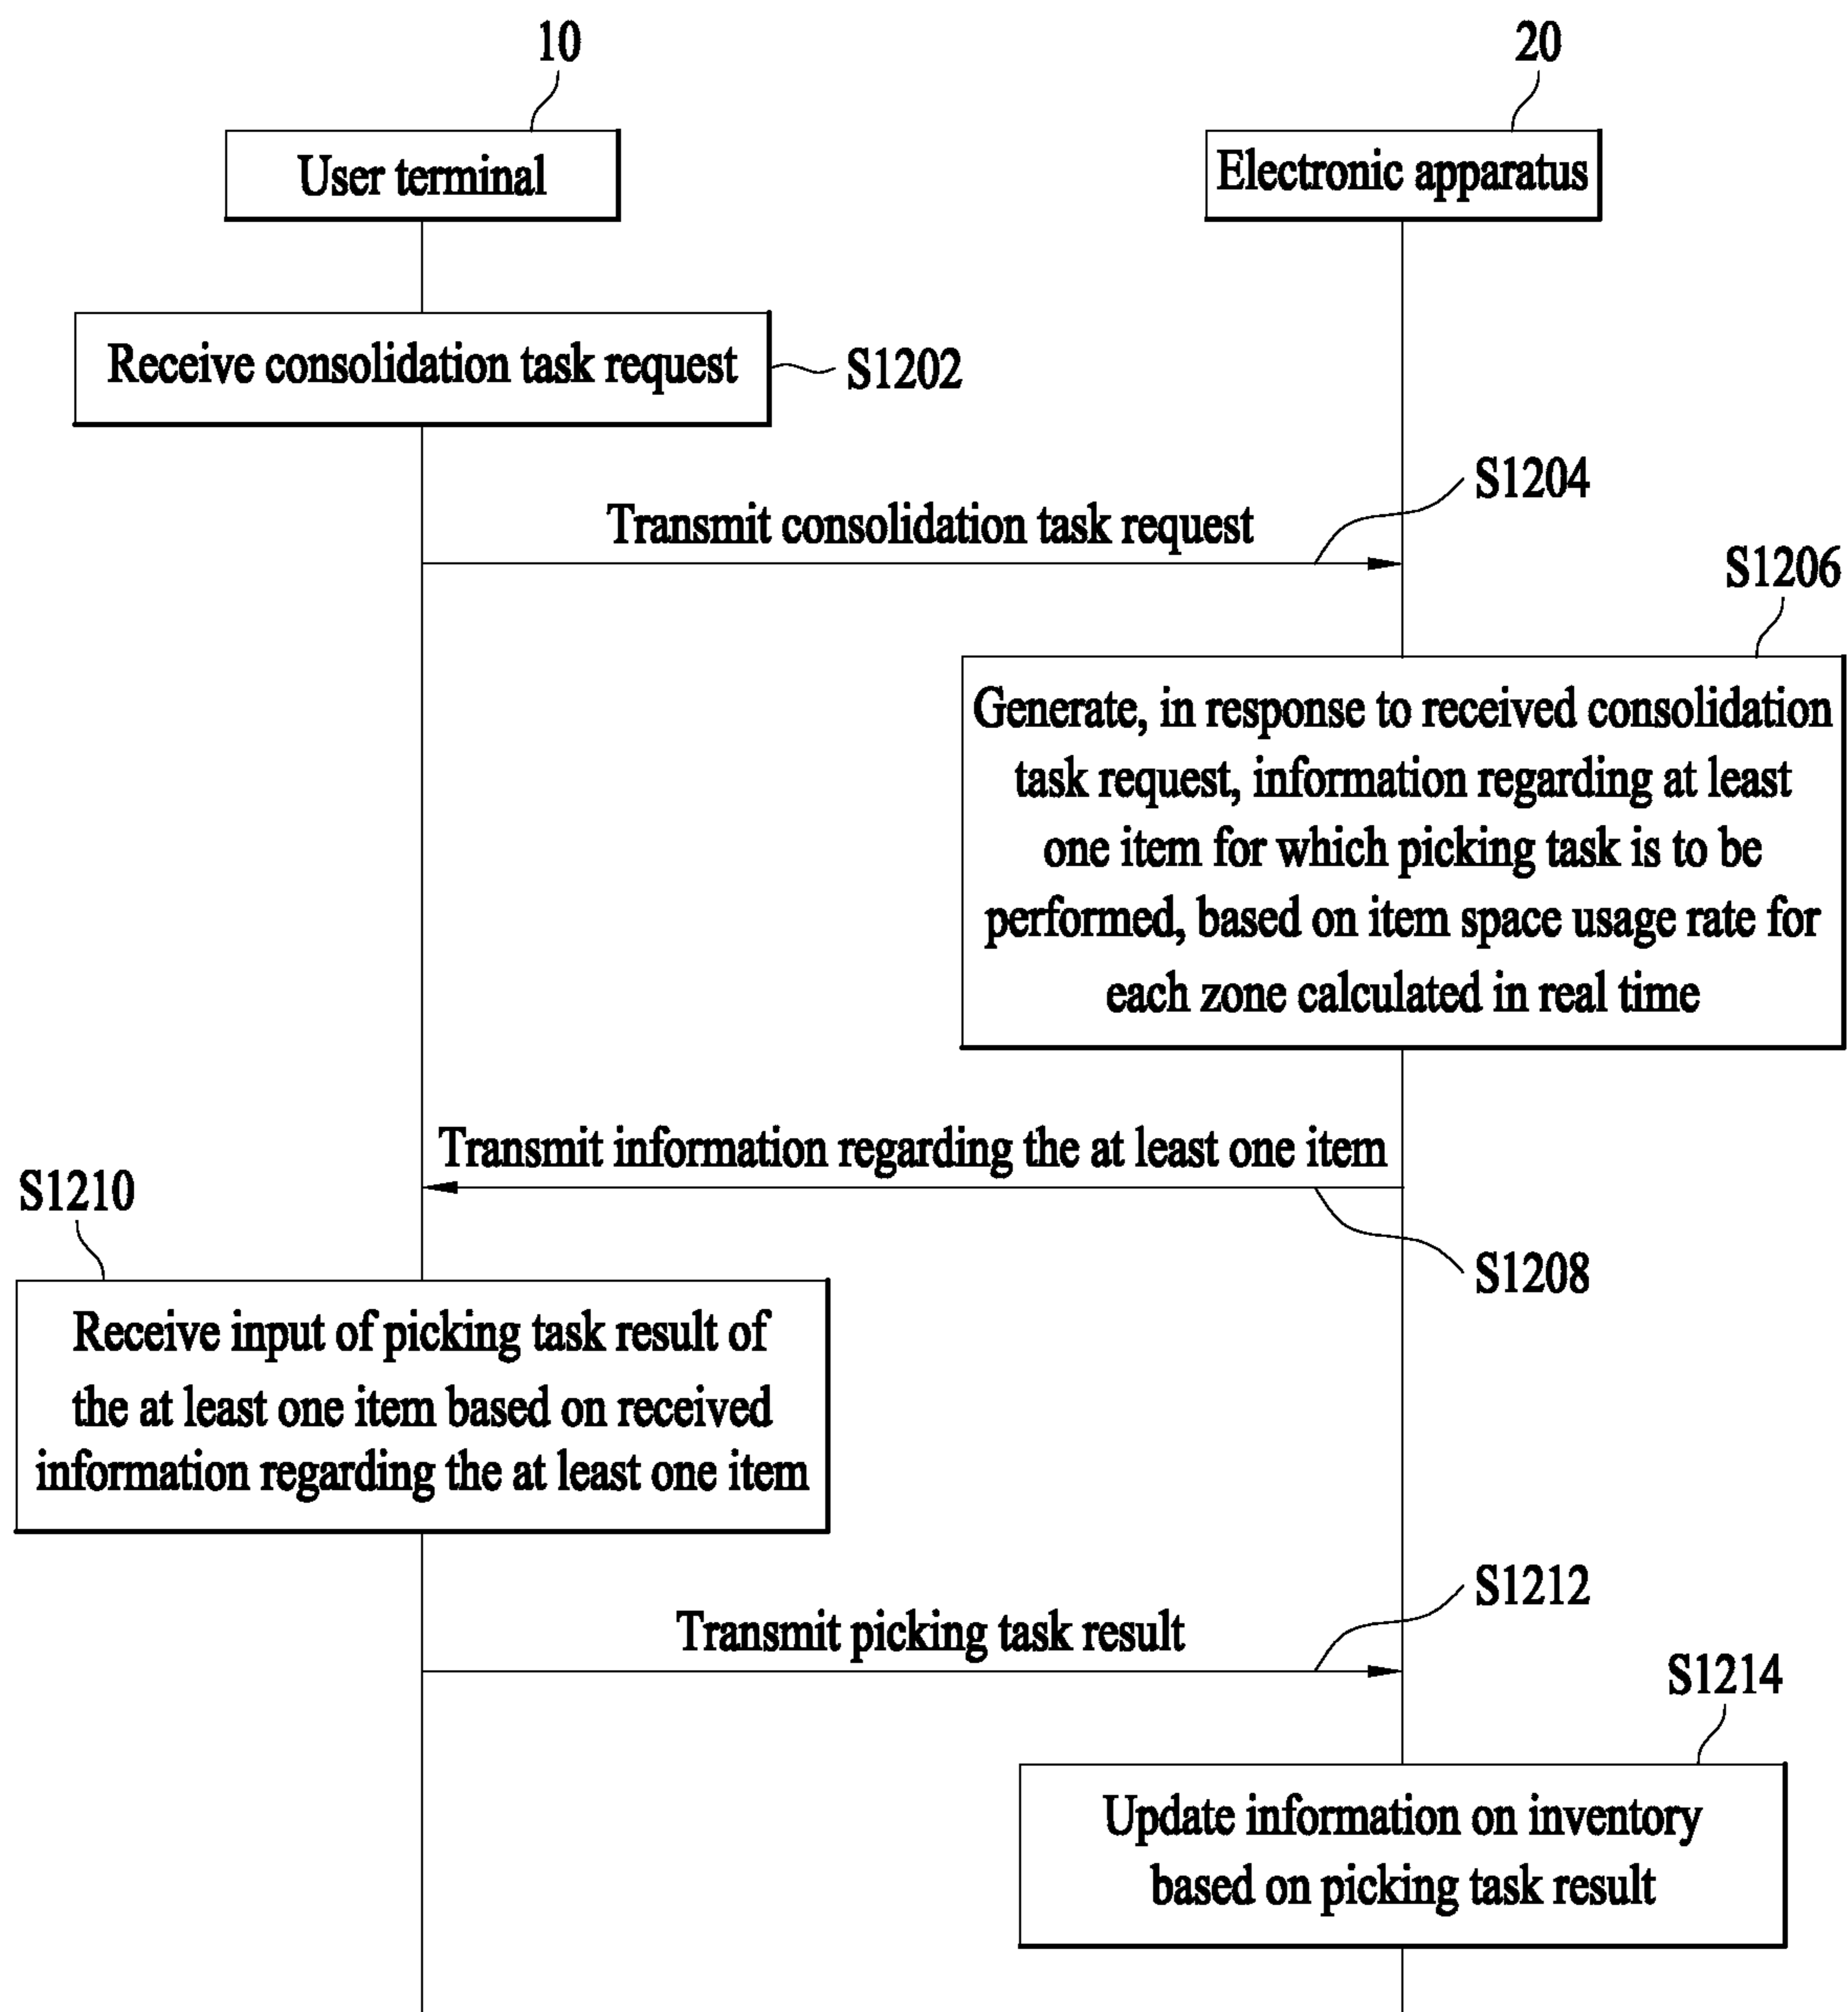 10
20
User terminal
Electronic apparatus
Receive consolidation task request
S1202
S1204
Transmit consolidation task request
S1206
Generate, in response to received consolidation
task request, information regarding at least
one item for which picking task is to be
performed, based on item space usage rate for
each zone calculated in real time
Transmit information regarding the at least one item
S1210
S1208
Receive input of picking task result of
the at least one item based on received
information regarding the at least one item
S1212
Transmit picking task result
S1214
Update information on inventory
based on picking task result